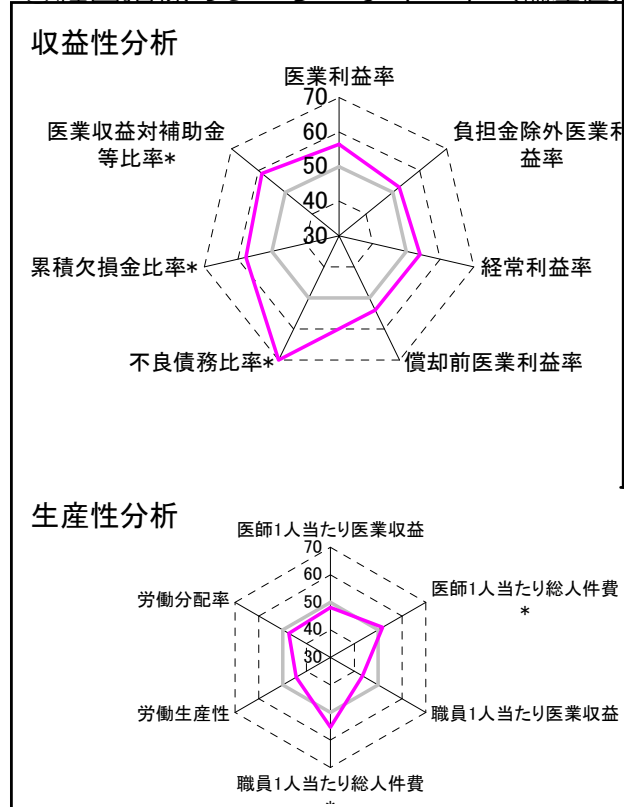 収益性分析
医業利益率
70
60
50
40
30
医業収益対補助金
等比率*
負担金除外医業利
益率
累積欠損金比率*
経常利益率
不良債務比率*
償却前医業利益率
生産性分析
医師1人当たり医業収益
70
60
50
40
30
労働分配率
医師1人当たり総人件費
*
労働生産性
職員1人当たり医業収益
職員1人当たり総人件費
*